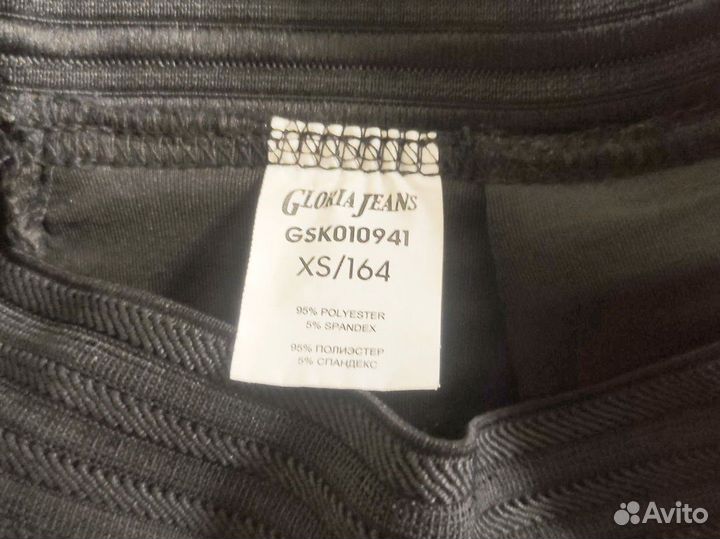 GLORIA JEANS
GSK010941
XS/164
95% POLYESTER
5% SPANDEX
95% ПОЛИЭСТЕР
5% СПАНДЕКС
Avito